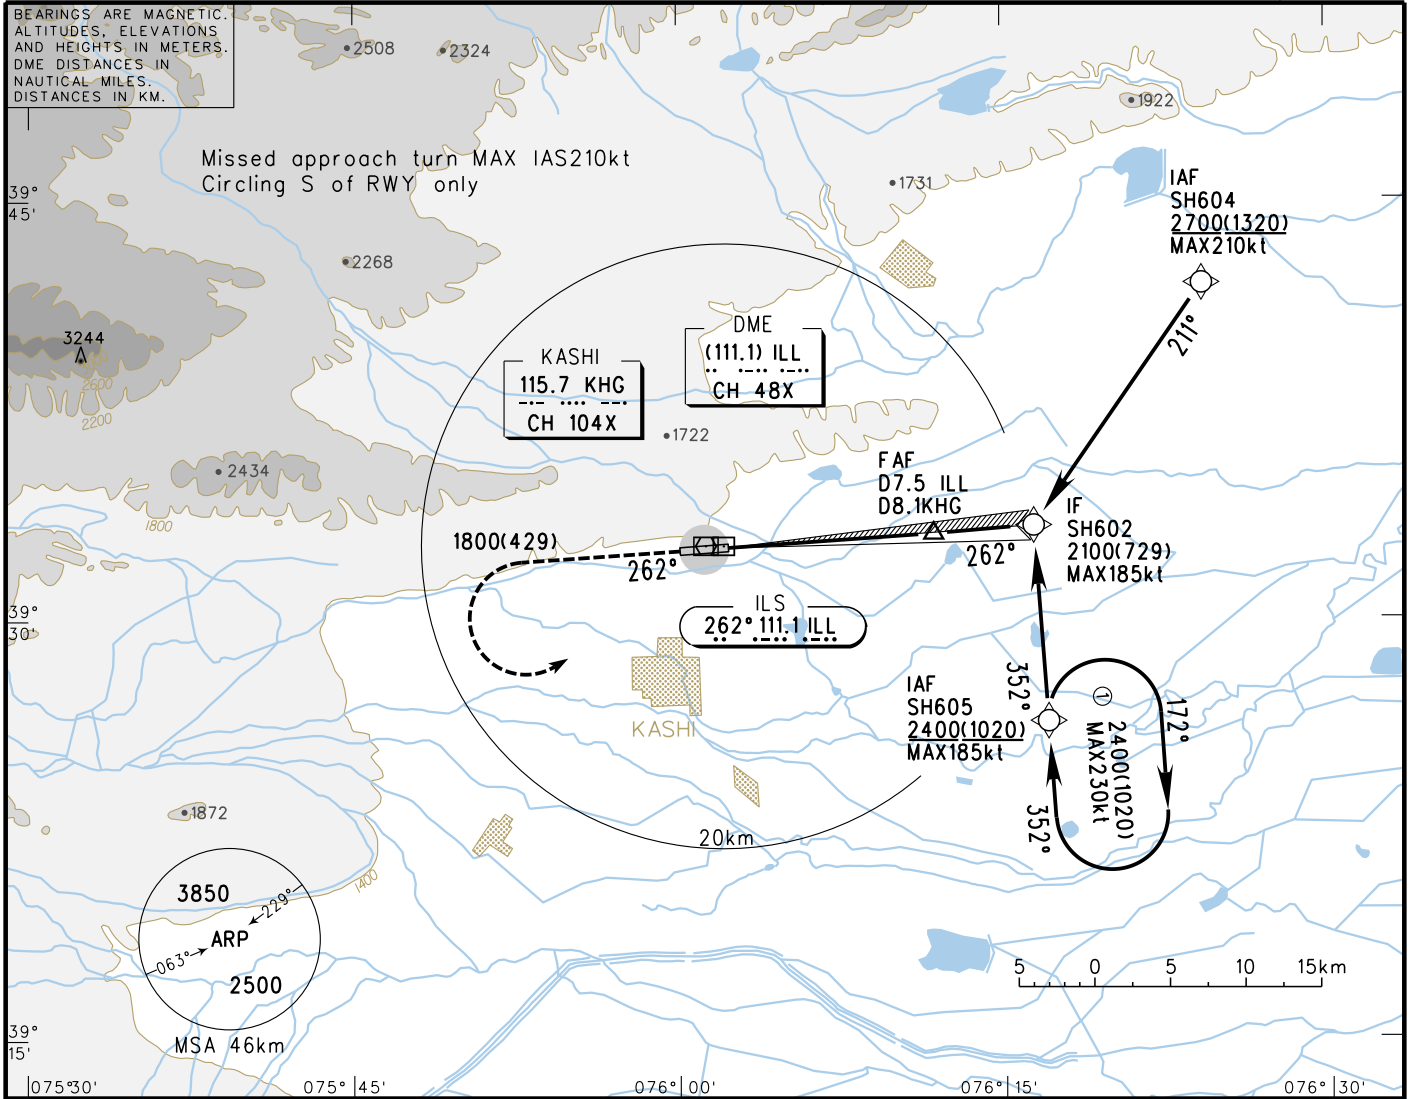 BEARINGS ARE MAGNETIC.
ALTITUDES, ELEVATIONS
AND HEIGHTS IN METERS.
DME DISTANCES IN
NAUTICAL MILES.
DISTANCES IN KM.
2508
2324
1922
Missed approach turn MAX IAS210kt
Circling S of RWY only
39°
45'
1731
IAF
SH604
2700(1320)
MAX210kt
2268
211°
3244
2600
2200
KASHI
115.7 KHG
CH 104X
DME
(111.1) ILL
CH 48X
1722
2434
1800
FAF
D7.5 ILL
D8.1KHG
IF
SH602
2100(729)
MAX185kt
1800(429)
262°
262°
ILS
262° 111.1 ILL
39°
30'
KASHI
IAF
SH605
2400(1020)
MAX185kt
352°
①
2400(1020)
MAX230kt
172°
352°
1872
20km
1400
3850
229°
ARP
063°
2500
MSA 46km
5 0 5 10 15km
39°
15'
075°30'
075°45'
076°00'
076°15'
076°30'